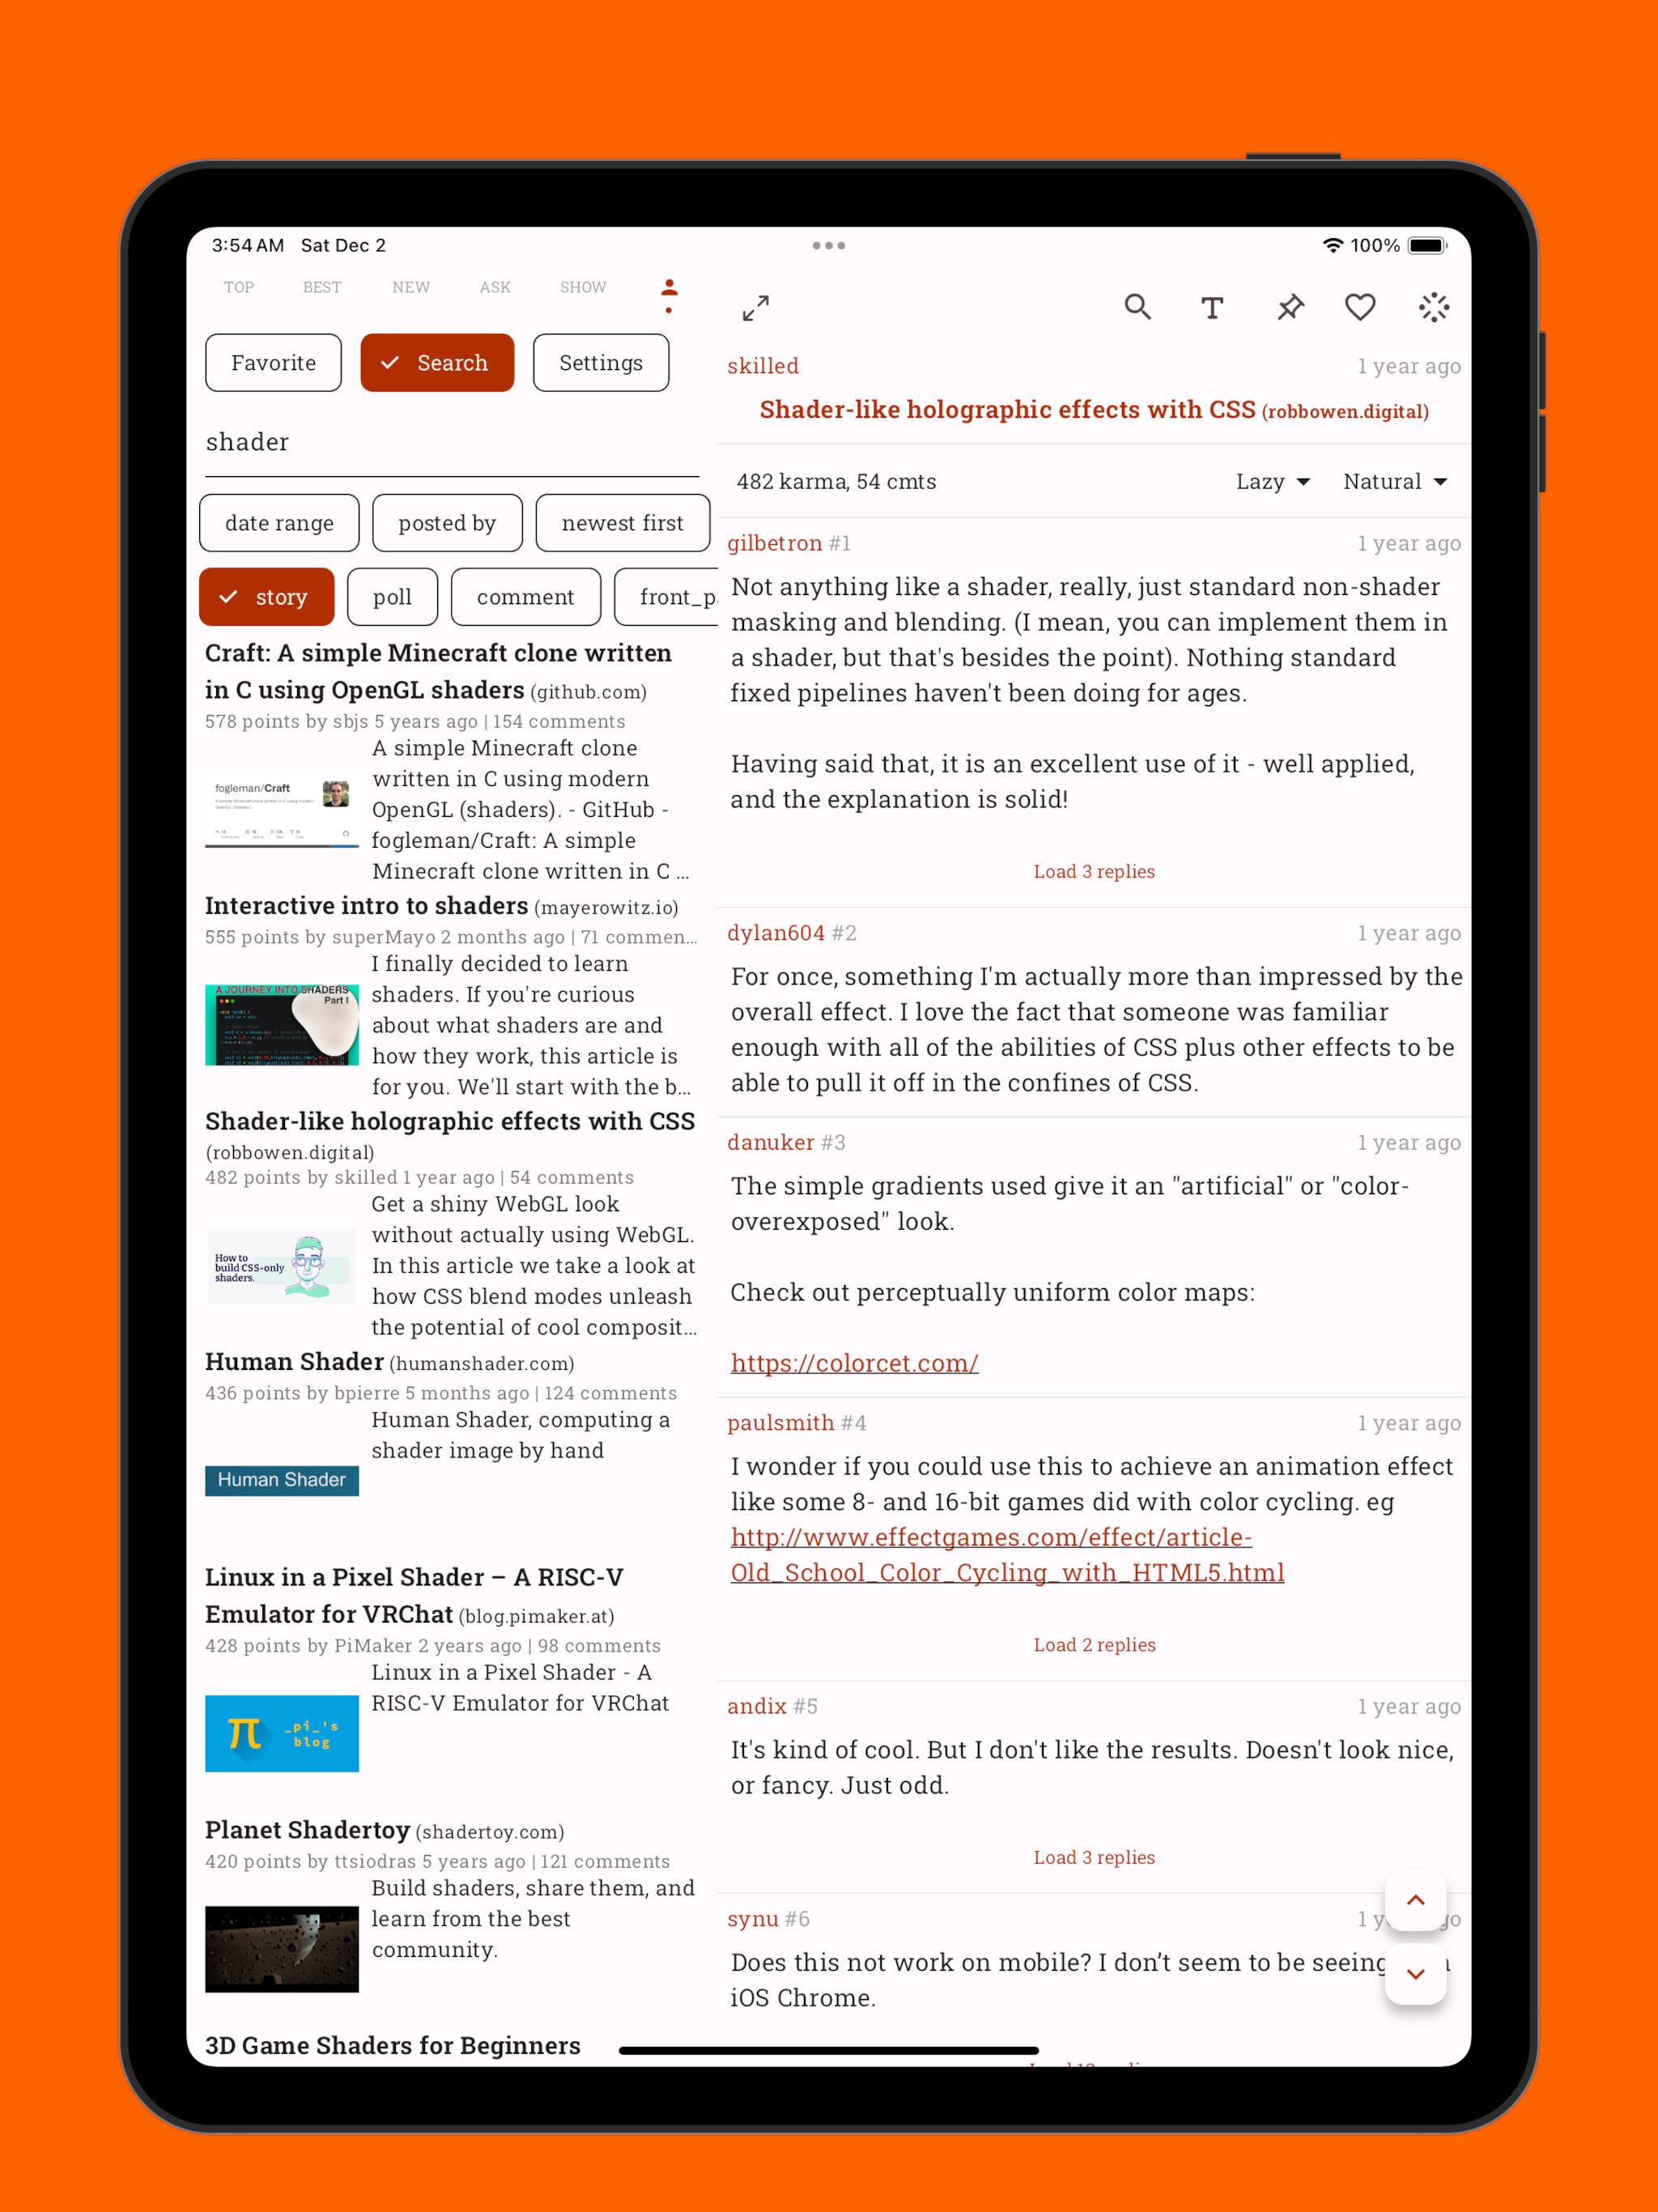 3:54 AM Sat Dec 2
100%
TOP BEST NEW ASK SHOW
Favorite Search Settings
shader
date range posted by newest first
story poll comment front_p
Craft: A simple Minecraft clone written
in C using OpenGL shaders (github.com)
578 points by sbjs 5 years ago | 154 comments
fogleman/Craft
A simple Minecraft clone
written in C using modern
OpenGL (shaders). - GitHub -
fogleman/Craft: A simple
Minecraft clone written in C ...
Interactive intro to shaders (mayerowitz.io)
555 points by superMayo 2 months ago | 71 commen...
A JOURNEY INTO SHADERS
Part I
I finally decided to learn
shaders. If you're curious
about what shaders are and
how they work, this article is
for you. We'll start with the b...
Shader-like holographic effects with CSS
(robbowen.digital)
482 points by skilled 1 year ago | 54 comments
How to
build CSS-only
shaders.
Get a shiny WebGL look
without actually using WebGL.
In this article we take a look at
how CSS blend modes unleash
the potential of cool composit...
Human Shader (humanshader.com)
436 points by bpierre 5 months ago | 124 comments
Human Shader
Human Shader, computing a
shader image by hand
Linux in a Pixel Shader – A RISC-V
Emulator for VRChat (blog.pimaker.at)
428 points by PiMaker 2 years ago | 98 comments
π _pi_'s
blog
Linux in a Pixel Shader - A
RISC-V Emulator for VRChat
Planet Shadertoy (shadertoy.com)
420 points by ttsiodras 5 years ago | 121 comments
Build shaders, share them, and
learn from the best
community.
3D Game Shaders for Beginners
skilled 1 year ago
Shader-like holographic effects with CSS (robbowen.digital)
482 karma, 54 cmts Lazy Natural
gilbetron #1 1 year ago
Not anything like a shader, really, just standard non-shader
masking and blending. (I mean, you can implement them in
a shader, but that's besides the point). Nothing standard
fixed pipelines haven't been doing for ages.
Having said that, it is an excellent use of it - well applied,
and the explanation is solid!
Load 3 replies
dylan604 #2 1 year ago
For once, something I'm actually more than impressed by the
overall effect. I love the fact that someone was familiar
enough with all of the abilities of CSS plus other effects to be
able to pull it off in the confines of CSS.
danuker #3 1 year ago
The simple gradients used give it an "artificial" or "color-
overexposed" look.
Check out perceptually uniform color maps:
https://colorcet.com/
paulsmith #4 1 year ago
I wonder if you could use this to achieve an animation effect
like some 8- and 16-bit games did with color cycling. eg
http://www.effectgames.com/effect/article-
Old_School_Color_Cycling_with_HTML5.html
Load 2 replies
andix #5 1 year ago
It's kind of cool. But I don't like the results. Doesn't look nice,
or fancy. Just odd.
Load 3 replies
synu #6 1 y go
Does this not work on mobile? I don’t seem to be seeing
iOS Chrome.